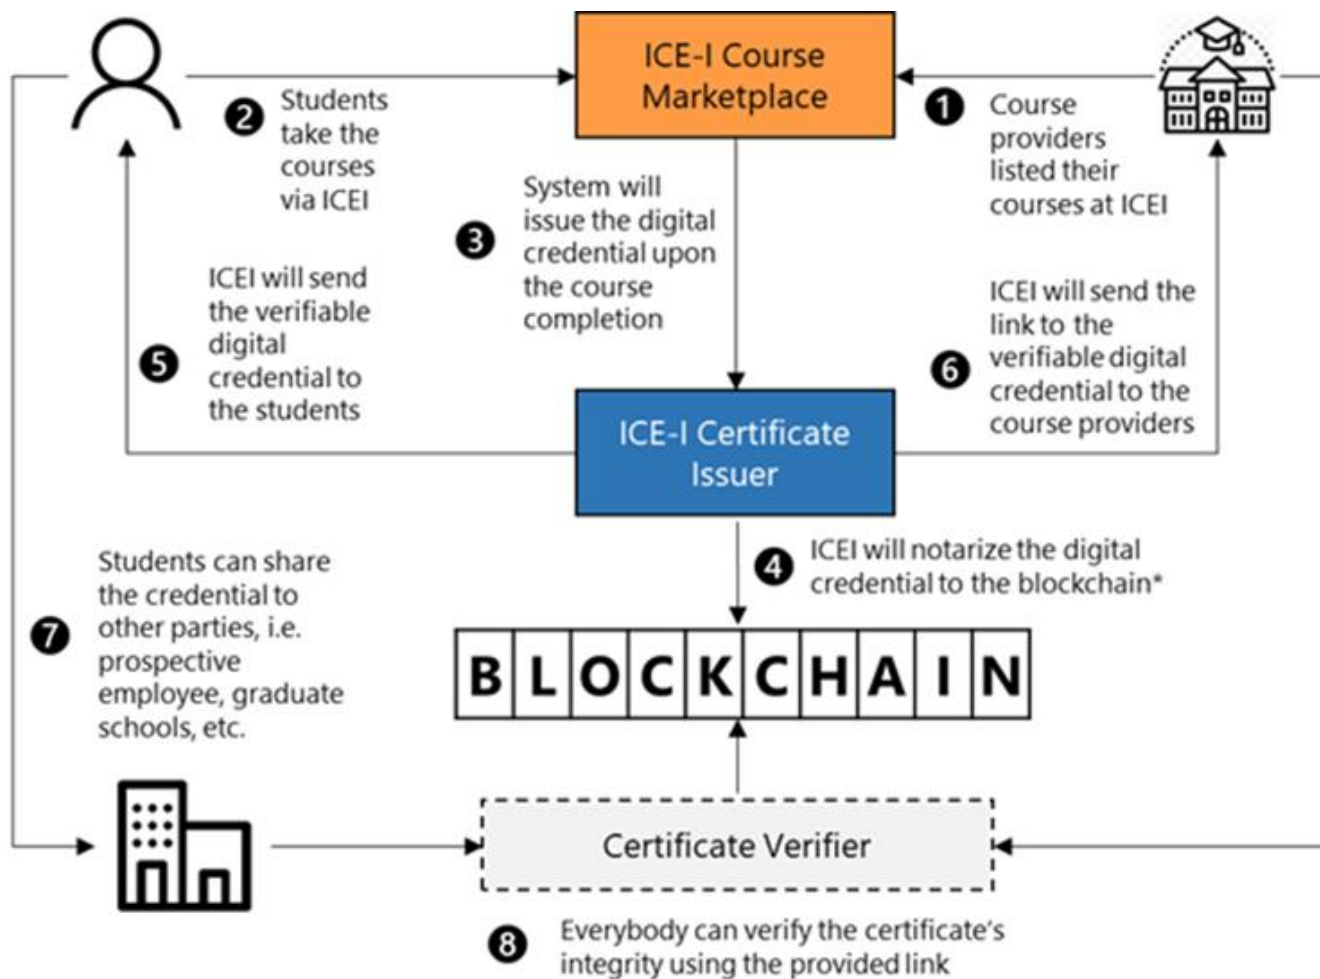 ICE-I Course
Marketplace
1
Course
providers
listed their
courses at ICEI
2
Students
take the
courses
via ICEI
3
System will
issue the digital
credential upon
the course
completion
ICE-I Certificate
Issuer
4
ICEI will notarize the digital
credential to the blockchain*
BLOCKCHAIN
5
ICEI will send
the verifiable
digital
credential to
the students
6
ICEI will send the
link to the
verifiable digital
credential to the
course providers
7
Students can share
the credential to
other parties, i.e.
prospective
employee, graduate
schools, etc.
Certificate Verifier
8
Everybody can verify the certificate's
integrity using the provided link